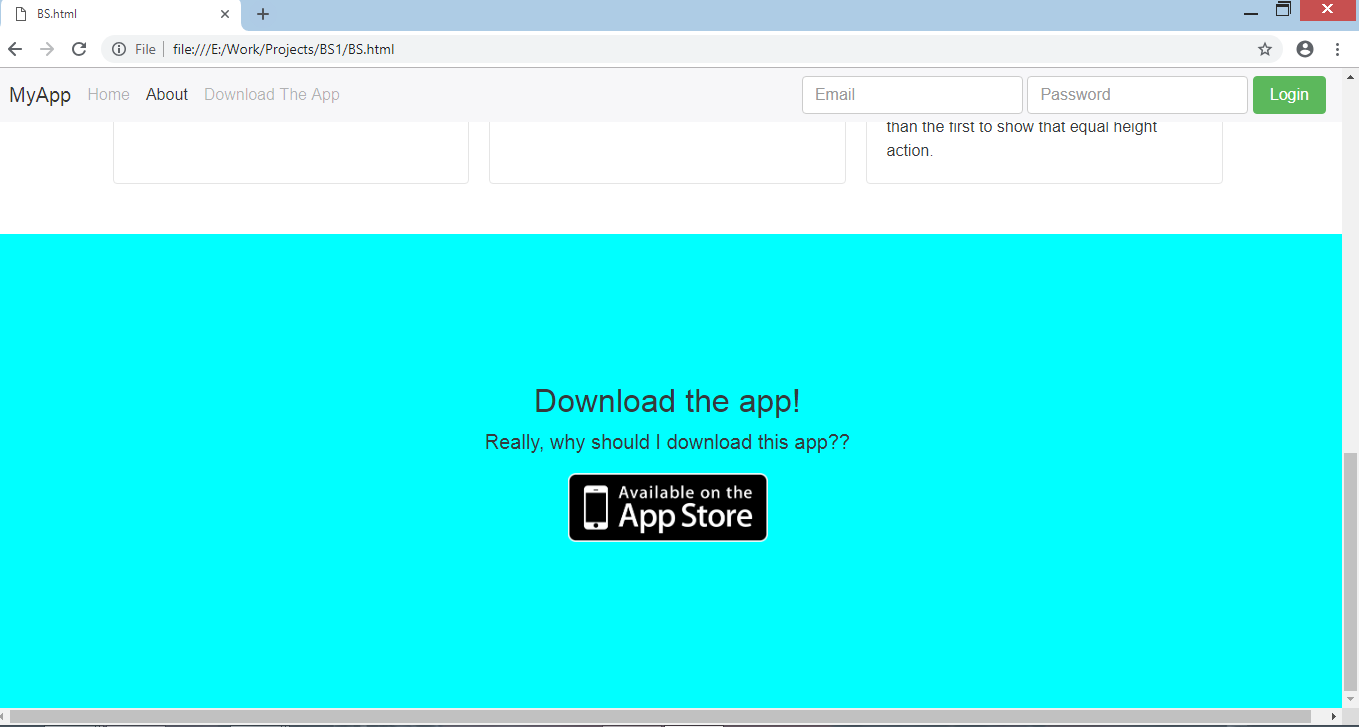 BS.html
File file:///E:/Work/Projects/BS1/BS.html
MyApp Home About Download The App Email Password Login
than the first to show that equal height
action.
Download the app!
Really, why should I download this app??
Available on the
App Store